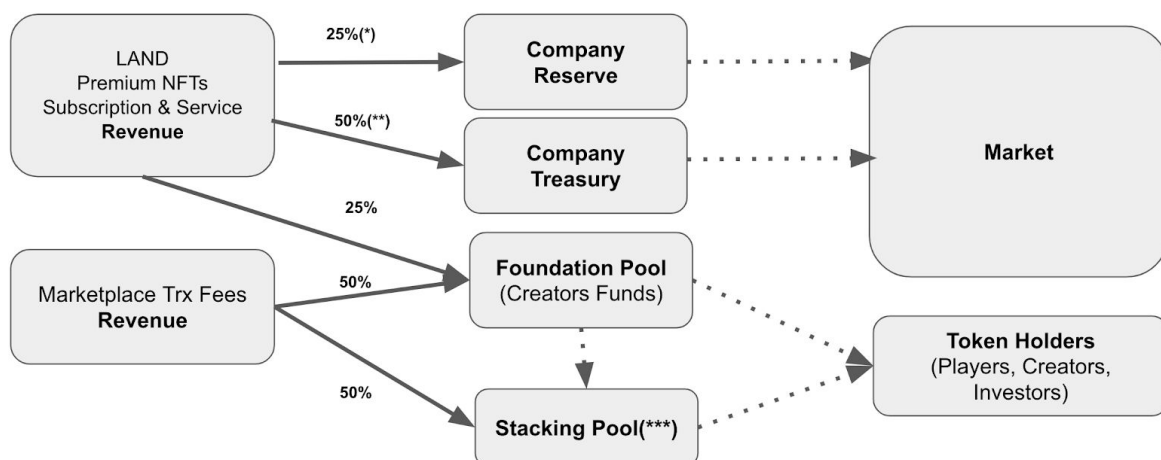 LAND
Premium NFTs
Subscription & Service
Revenue
25%(*)
Company
Reserve
50%(**)
Company
Treasury
Market
25%
Marketplace Trx Fees
Revenue
50%
Foundation Pool
(Creators Funds)
50%
Stacking Pool(***)
Token Holders
(Players, Creators,
Investors)